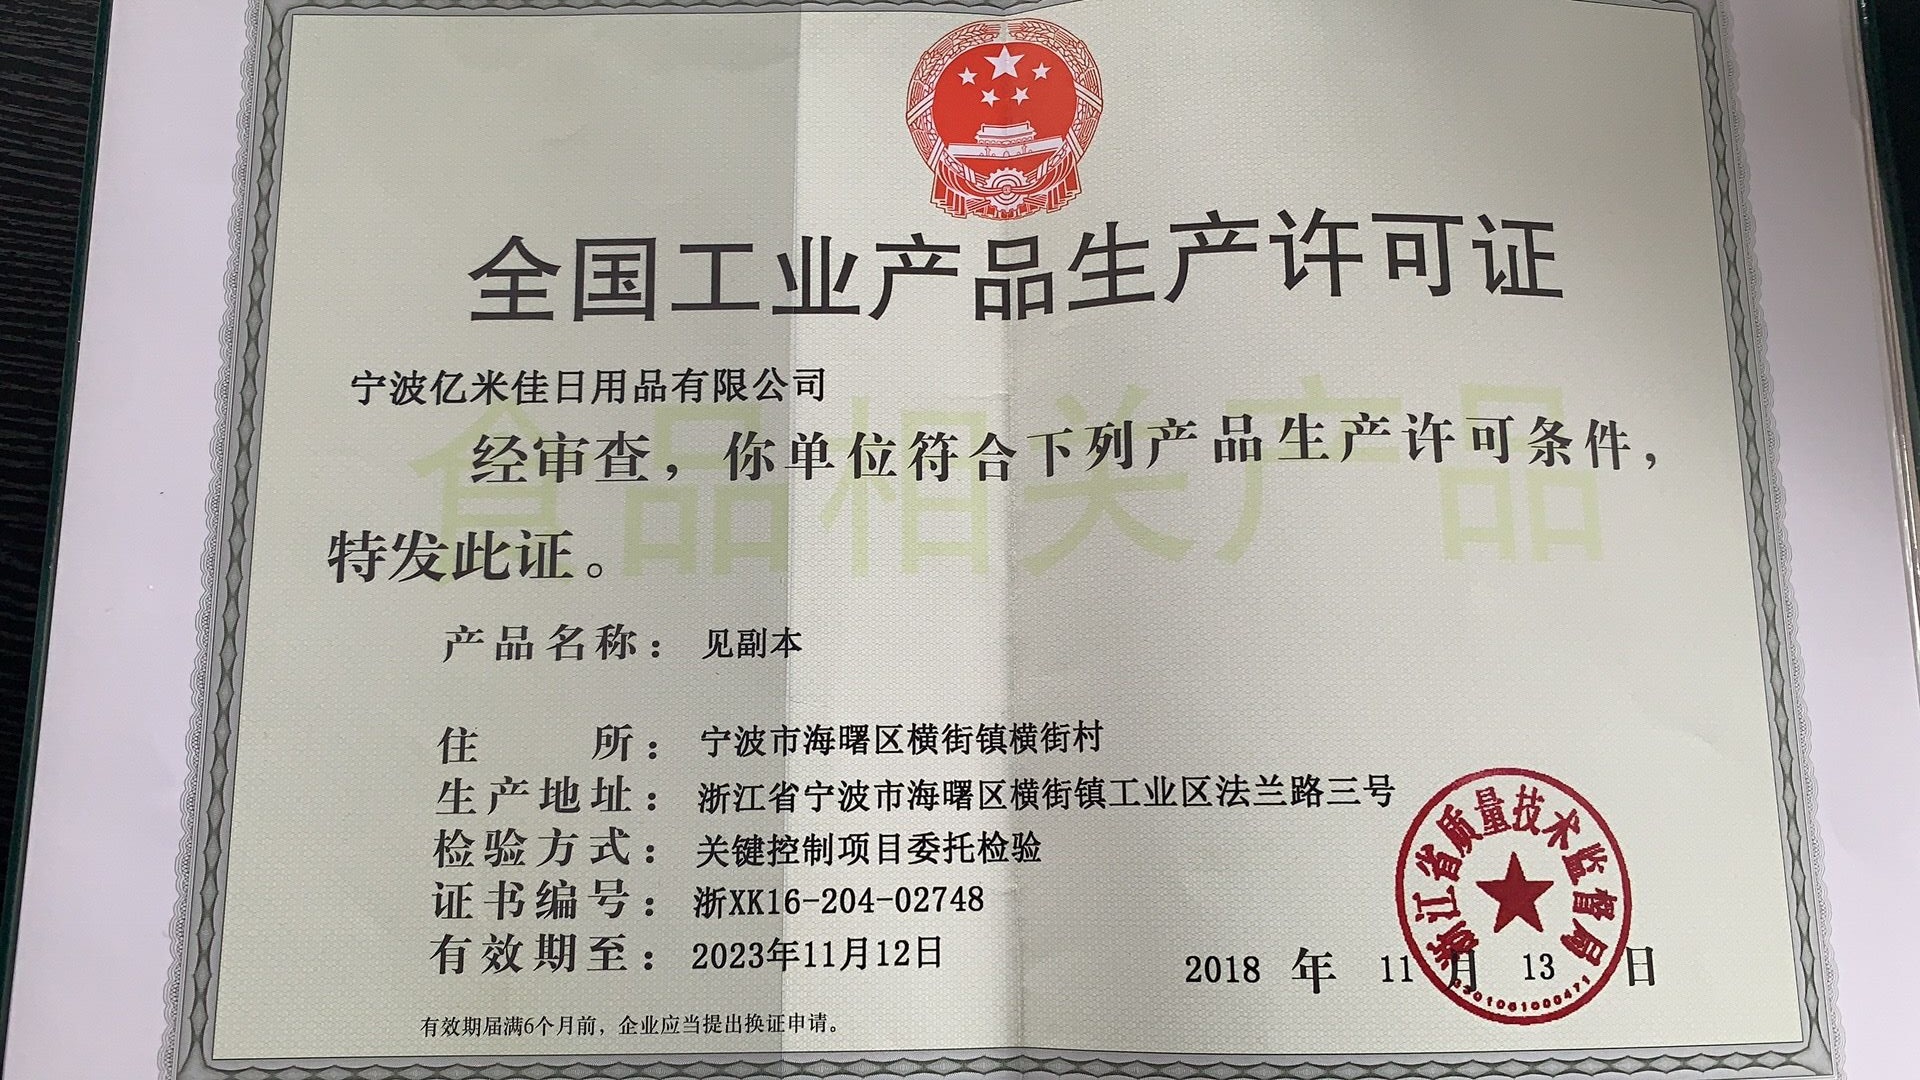 全国工业产品生产许可证
宁波亿米佳日用品有限公司
食品相关产品
经审查，你单位符合下列产品生产许可条件，
特发此证。
产品名称：见副本
住所：宁波市海曙区横街镇横街村
生产地址：浙江省宁波市海曙区横街镇工业区法兰路三号
检验方式：关键控制项目委托检验
证书编号：浙XK16-204-02748
有效期至：2023年11月12日
浙江省质量技术监督局
2018 年 11 月 13 日
有效期届满6个月前，企业应当提出换证申请。